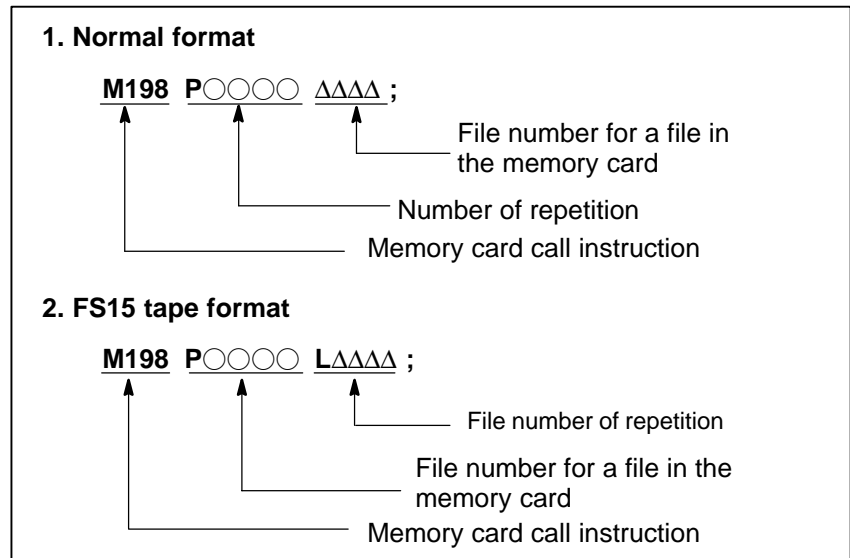 1. Normal format
M198 P○○○○ ΔΔΔΔ ;
File number for a file in
the memory card
Number of repetition
Memory card call instruction
2. FS15 tape format
M198 P○○○○ LΔΔΔΔ ;
File number of repetition
File number for a file in the
memory card
Memory card call instruction